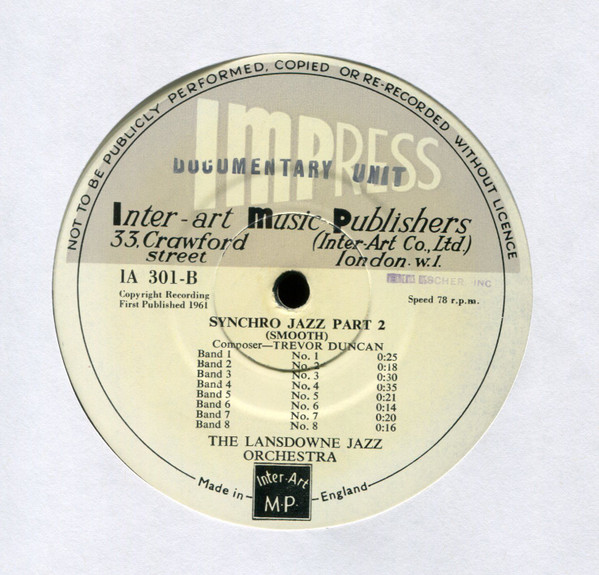 NOT TO BE PUBLICLY PERFORMED, COPIED OR RE-RECORDED WITHOUT LICENCE
IMPRESS
DOCUMENTARY UNIT
Inter-art Music Publishers
33, Crawford street
(Inter-Art Co., Ltd.) London. w.1.
IA 301-B
Copyright Recording
First Published 1961
ASCHER INC
Speed 78 r.p.m.
SYNCHRO JAZZ PART 2
(SMOOTH)
Composer—TREVOR DUNCAN
Band 1 No. 1 0:25
Band 2 No. 2 0:18
Band 3 No. 3 0:30
Band 4 No. 4 0:35
Band 5 No. 5 0:21
Band 6 No. 6 0:14
Band 7 No. 7 0:20
Band 8 No. 8 0:16
THE LANSDOWNE JAZZ
ORCHESTRA
Made in England
Inter-Art
M.P.